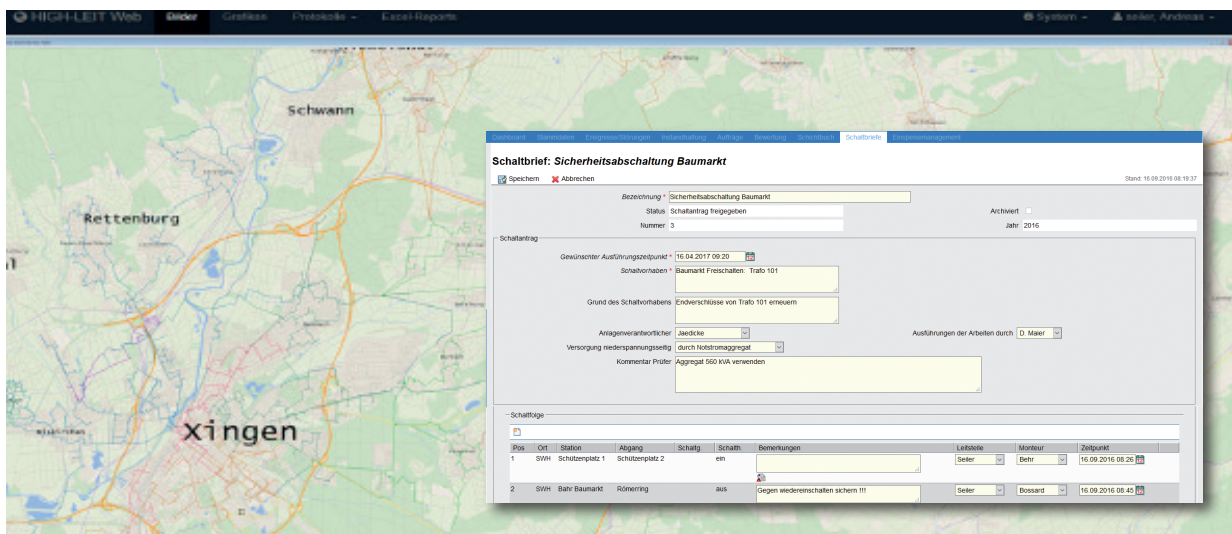 HIGH-LEIT Web Bilder Grafiken Protokolle Excel-Reports System seiler, Andreas
Schwann
Rettenburg
Xingen
Dashboard Stammdaten Ereignisse/Störungen Instandhaltung Aufträge Bewertung Schichtbuch Schaltbriefe Einspeisemanagement
Schaltbrief: Sicherheitsabschaltung Baumarkt
Speichern Abbrechen Stand: 16.09.2016 08:19:37
Bezeichnung * Sicherheitsabschaltung Baumarkt
Status Schaltantrag freigegeben Archiviert
Nummer 3 Jahr 2016
Schaltantrag
Gewünschter Ausführungszeitpunkt * 16.04.2017 09:20
Schaltvorhaben * Baumarkt Freischalten: Trafo 101
Grund des Schaltvorhabens Endverschlüsse von Trafo 101 erneuern
Anlagenverantwortlicher Jaedicke Ausführungen der Arbeiten durch D. Maier
Versorgung niederspannungsseitig durch Notstromaggregat
Kommentar Prüfer Aggregat 560 kVA verwenden
Schaltfolge
Pos Ort Station Abgang Schaltg. Schalth. Bemerkungen Leitstelle Monteur Zeitpunkt
1 SWH Schützenplatz 1 Schützenplatz 2 ein Seiler Behr 16.09.2016 08:26
2 SWH Bahr Baumarkt Römerring aus Gegen wiedereinschalten sichern !!! Seiler Bossard 16.09.2016 08:45